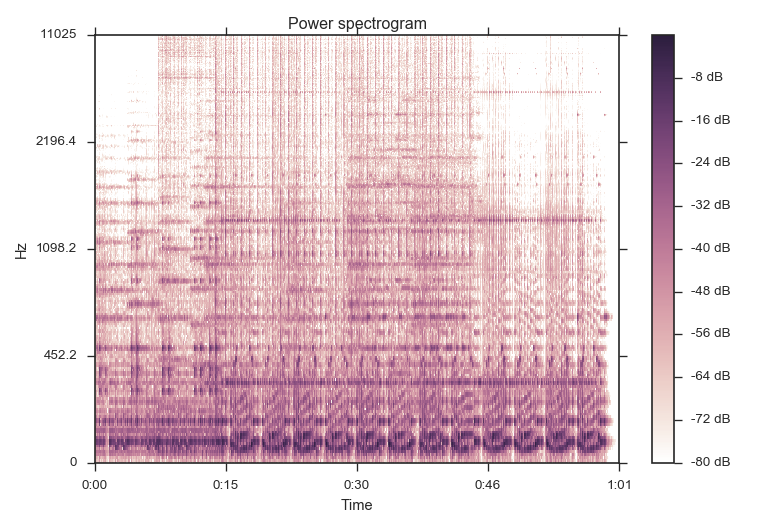 Power spectrogram
11025
2196.4
1098.2
452.2
0
Hz
0:00
0:15
0:30
0:46
1:01
Time
-8 dB
-16 dB
-24 dB
-32 dB
-40 dB
-48 dB
-56 dB
-64 dB
-72 dB
-80 dB